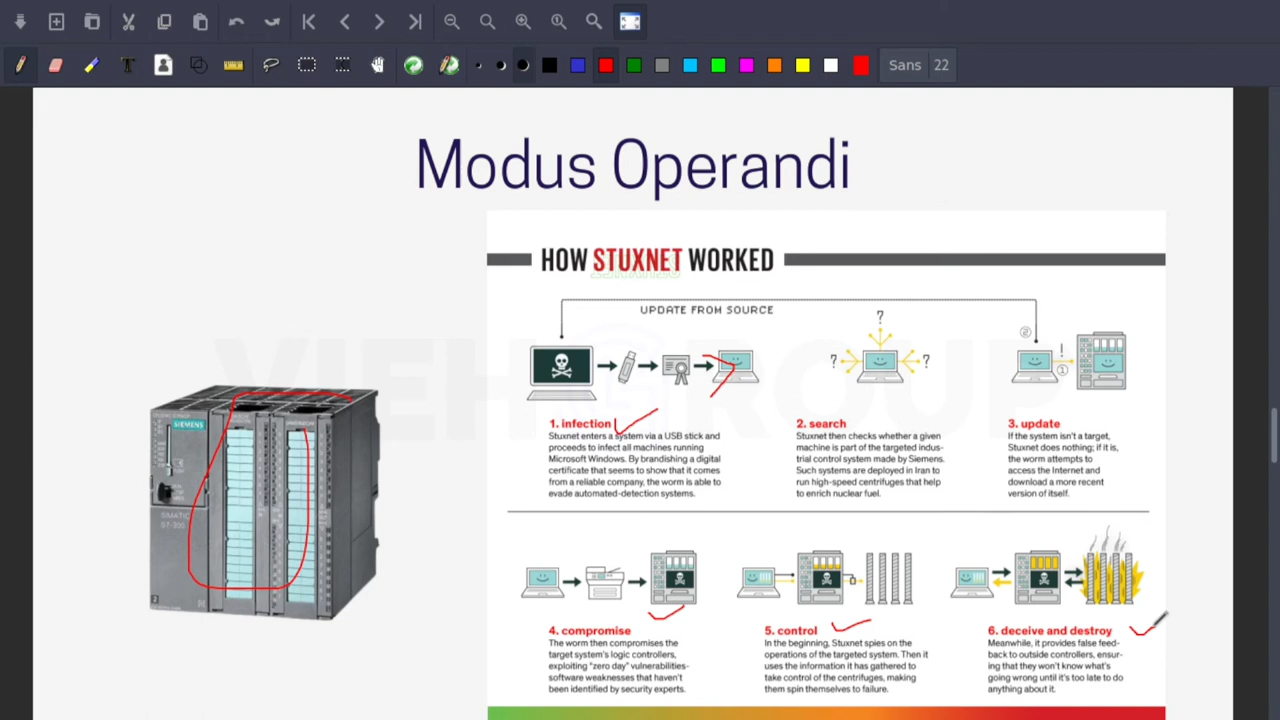 Sans 22
Modus Operandi
HOW STUXNET WORKED
UPDATE FROM SOURCE
?
?
?
2
!
1
1. infection
Stuxnet enters a system via a USB stick and
proceeds to infect all machines running
Microsoft Windows. By brandishing a digital
certificate that seems to show that it comes
from a reliable company, the worm is able to
evade automated-detection systems.
2. search
Stuxnet then checks whether a given
machine is part of the targeted indus-
trial control system made by Siemens.
Such systems are deployed in Iran to
run high-speed centrifuges that help
to enrich nuclear fuel.
3. update
If the system isn't a target,
Stuxnet does nothing; if it is,
the worm attempts to
access the Internet and
download a more recent
version of itself.
SIEMENS
SIMATIC
S7-300
4. compromise
The worm then compromises the
target system's logic controllers,
exploiting "zero day" vulnerabilities-
software weaknesses that haven't
been identified by security experts.
5. control
In the beginning, Stuxnet spies on the
operations of the targeted system. Then it
uses the information it has gathered to
take control of the centrifuges, making
them spin themselves to failure.
6. deceive and destroy
Meanwhile, it provides false feed-
back to outside controllers, ensur-
ing that they won't know what's
going wrong until it's too late to do
anything about it.
VIEH GROUP